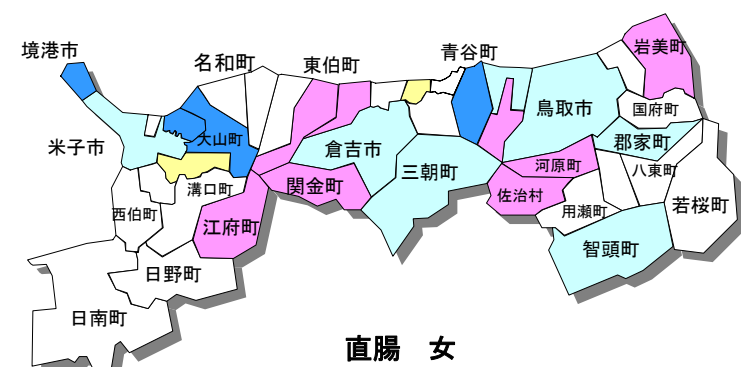 境港市
名和町
東伯町
青谷町
岩美町
米子市
大山町
鳥取市
国府町
倉吉市
三朝町
郡家町
河原町
八東町
溝口町
関金町
佐治村
西伯町
江府町
用瀬町
若桜町
智頭町
日野町
日南町
直腸　女